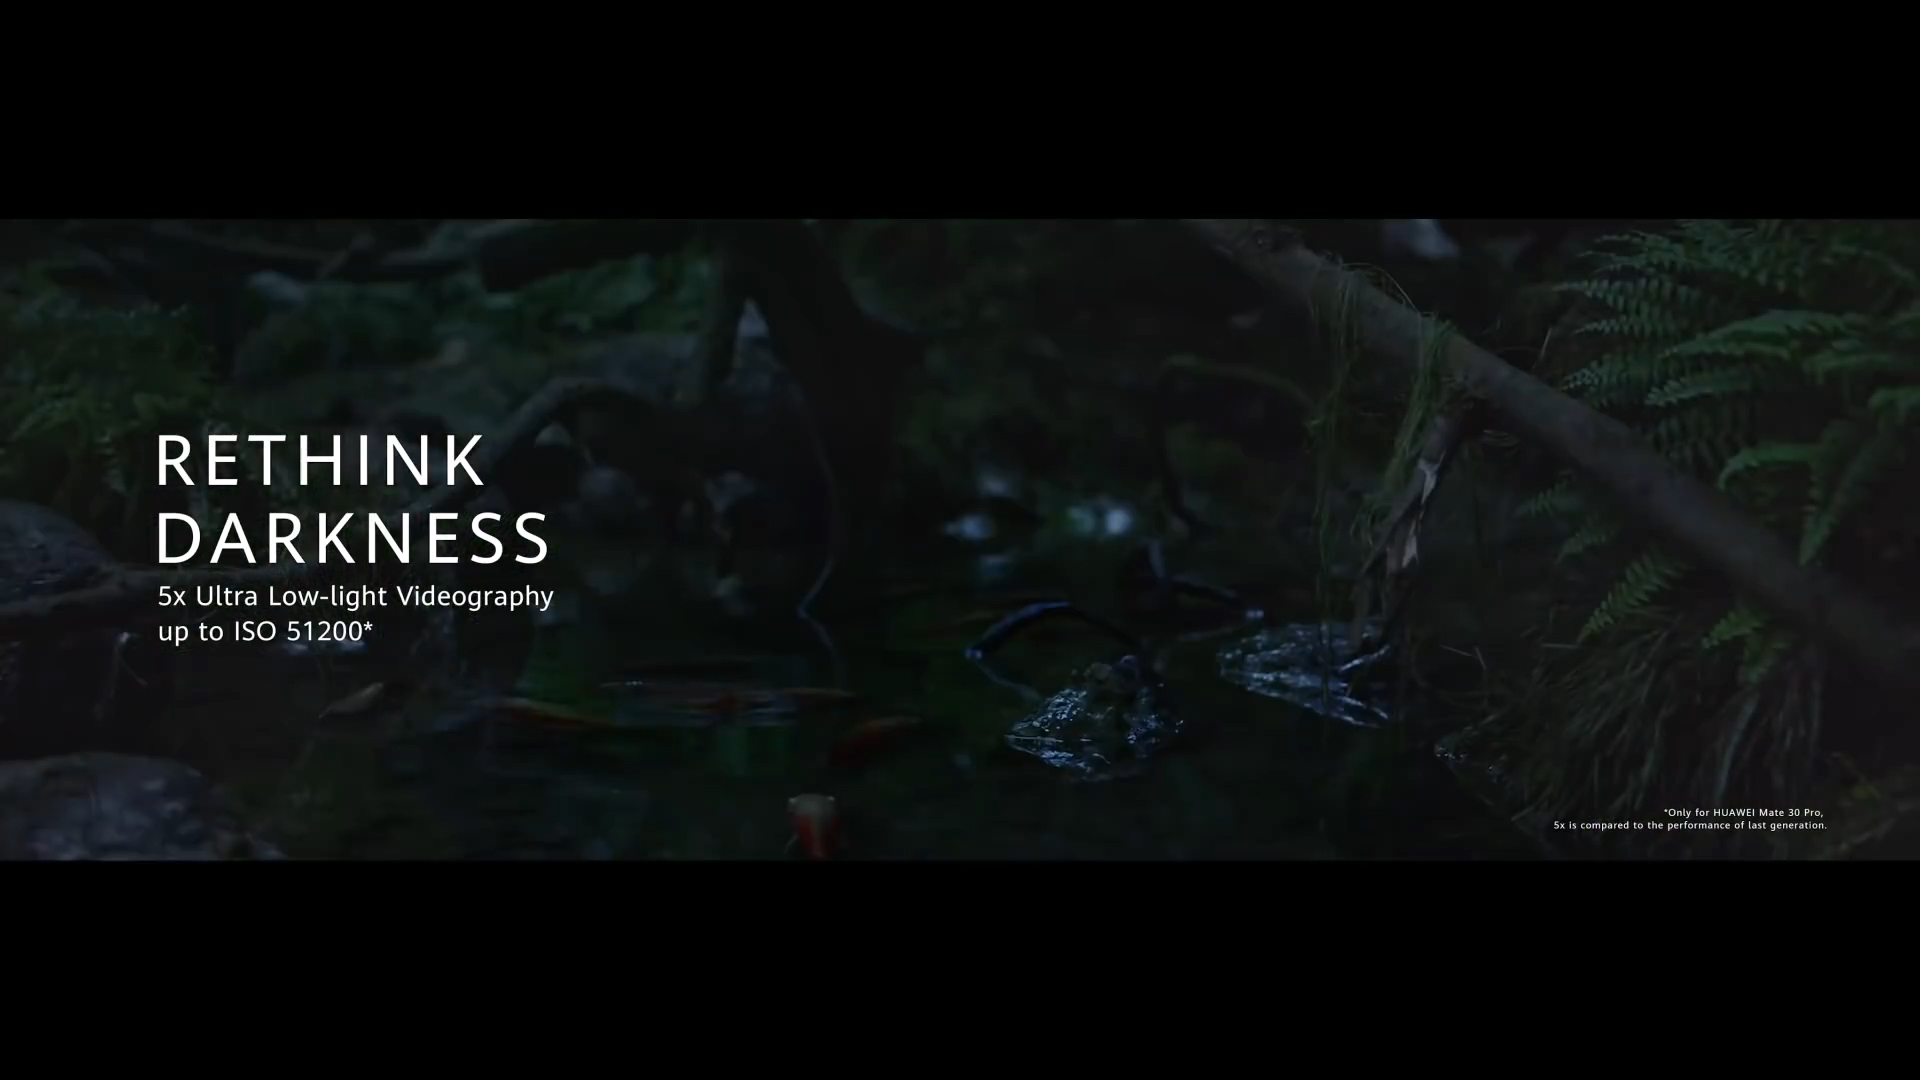 RETHINK
DARKNESS
5x Ultra Low-light Videography
up to ISO 51200*
*Only for HUAWEI Mate 30 Pro,
5x is compared to the performance of last generation.